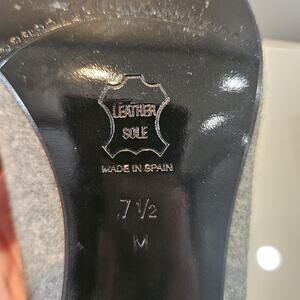 LEATHER
SOLE
MADE IN SPAIN
7 1/2
M